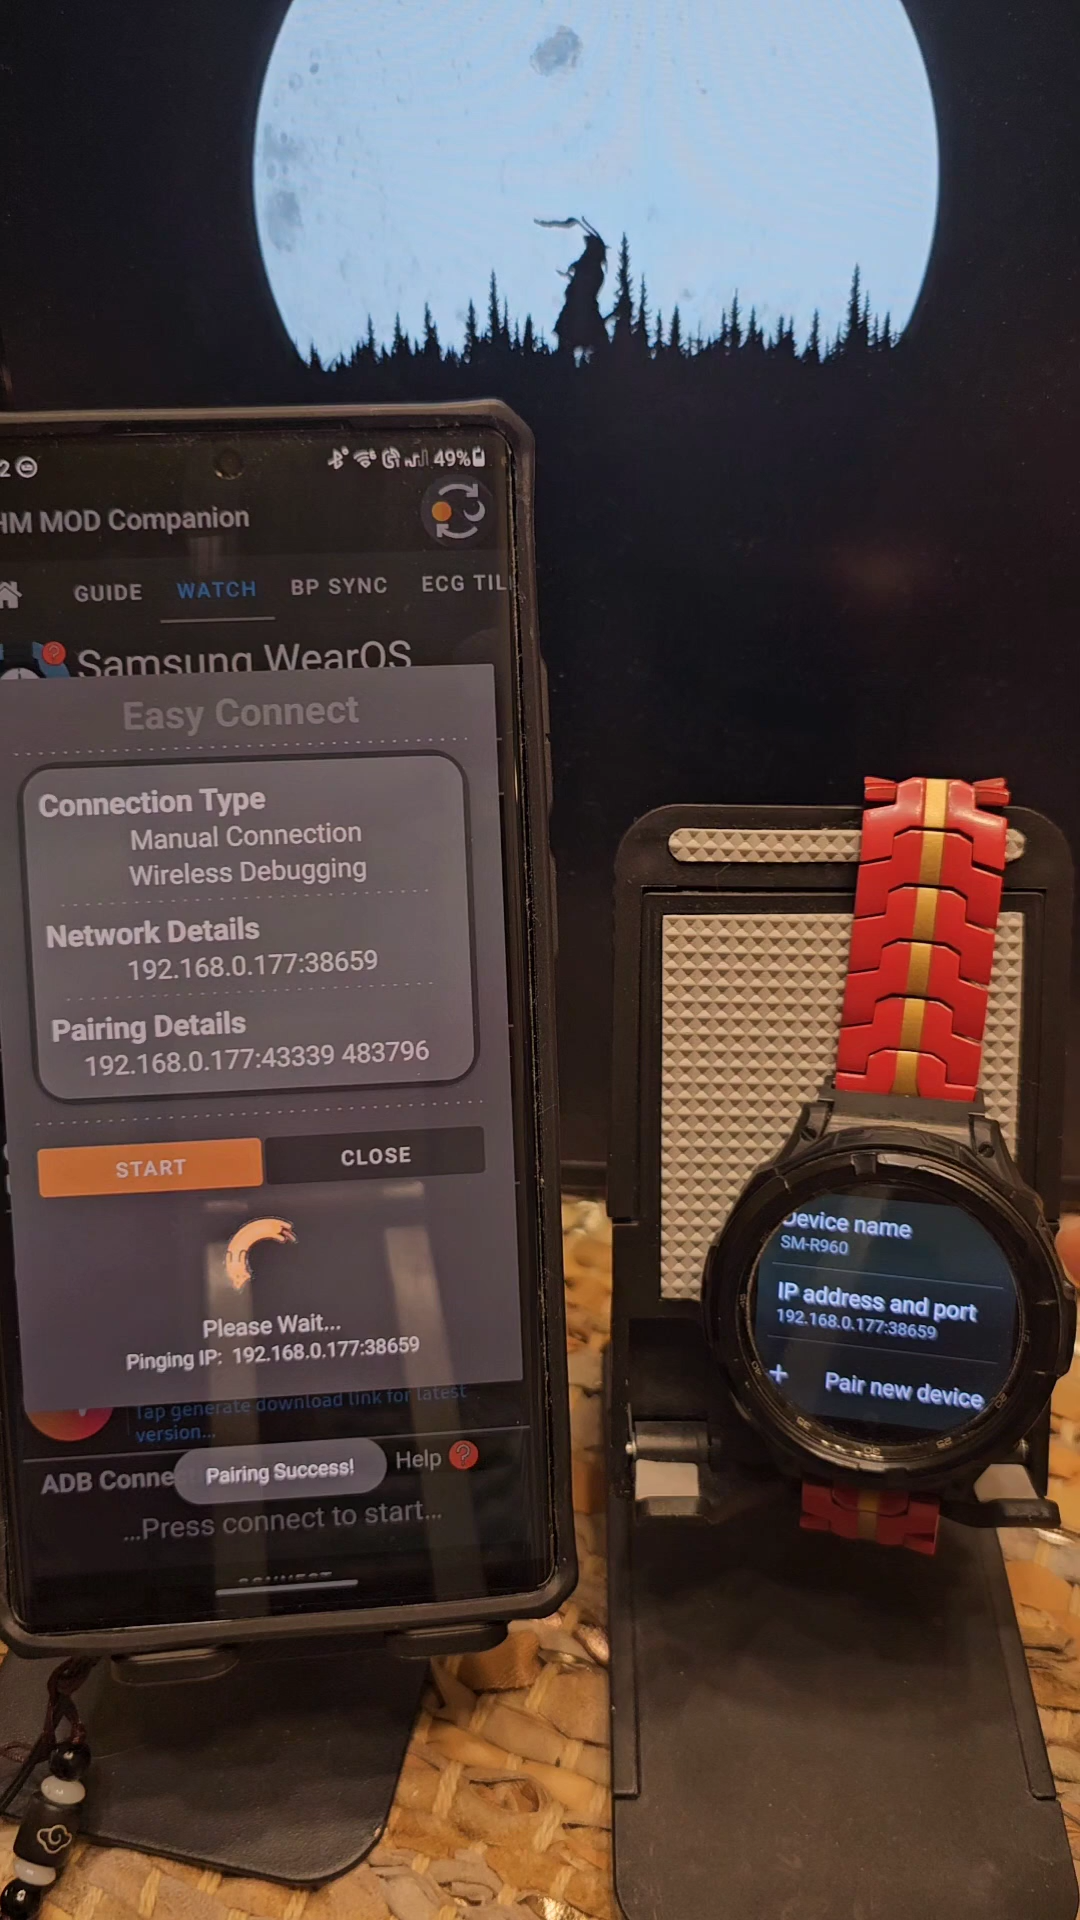 2
49%
HM MOD Companion
GUIDE WATCH BP SYNC ECG TIL
Samsung WearOS
Easy Connect
Connection Type
Manual Connection
Wireless Debugging
Network Details
192.168.0.177:38659
Pairing Details
192.168.0.177:43339 483796
START CLOSE
Please Wait...
Pinging IP: 192.168.0.177:38659
Tap generate download link for latest
version...
ADB Conne
Pairing Success!
Help ?
...Press connect to start...
CONNECT
Device name
SM-R960
IP address and port
192.168.0.177:38659
+ Pair new device